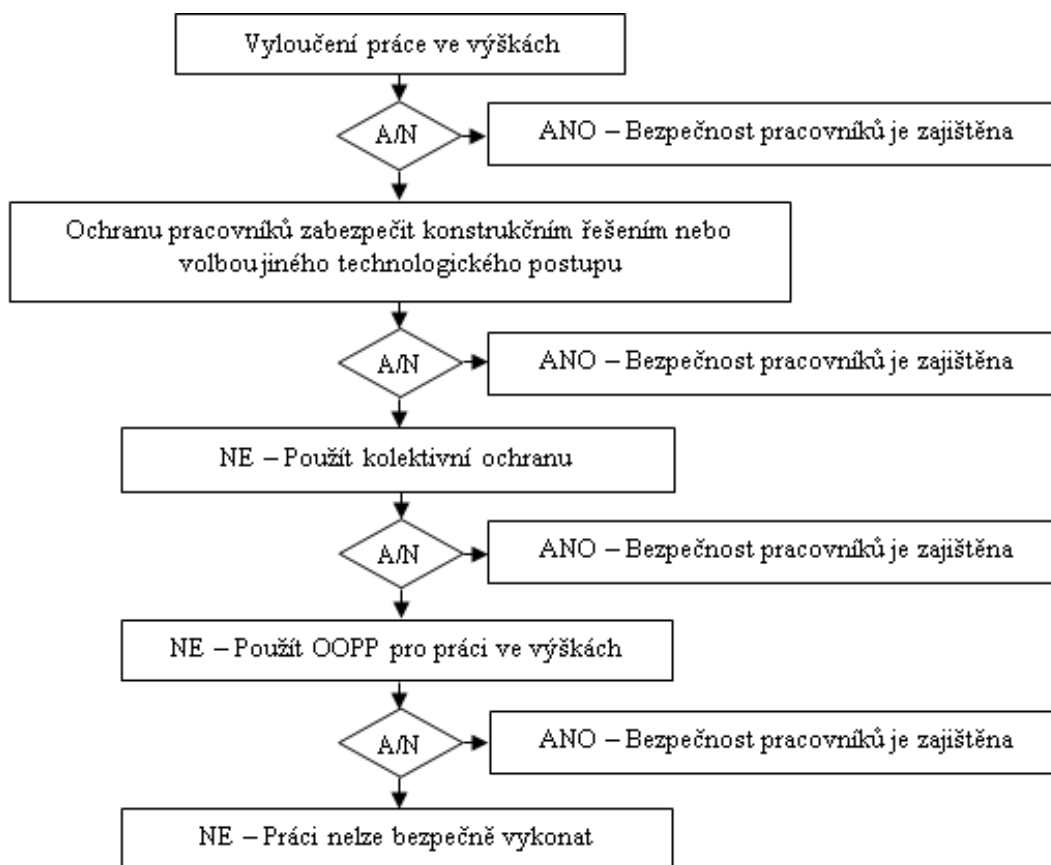 Vyloučení práce ve výškách
A/N
ANO – Bezpečnost pracovníků je zajištěna
Ochranu pracovníků zabezpečit konstrukčním řešením nebo
volbou jiného technologického postupu
A/N
ANO – Bezpečnost pracovníků je zajištěna
NE – Použít kolektivní ochranu
A/N
ANO – Bezpečnost pracovníků je zajištěna
NE – Použít OOPP pro práci ve výškách
A/N
ANO – Bezpečnost pracovníků je zajištěna
NE – Práci nelze bezpečně vykonat